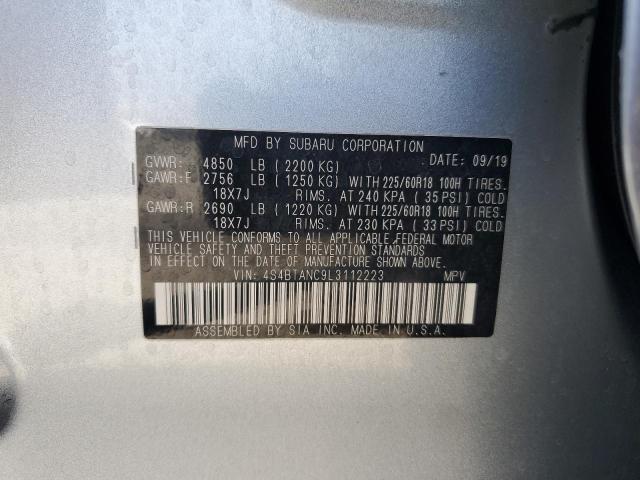 MFD BY SUBARU CORPORATION
GVWR: 4850 LB (2200 KG) DATE: 09/19
GAWR:F 2756 LB (1250 KG) WITH 225/60R18 100H TIRES.
18X7J RIMS. AT 240 KPA (35 PSI) COLD
GAWR:R 2690 LB (1220 KG) WITH 225/60R18 100H TIRES.
18X7J RIMS. AT 230 KPA (33 PSI) COLD
THIS VEHICLE CONFORMS TO ALL APPLICABLE FEDERAL MOTOR
VEHICLE SAFETY AND THEFT PREVENTION STANDARDS
IN EFFECT ON THE DATE OF MANUFACTURE SHOWN ABOVE.
VIN: 4S4BTANC9L3112223 MPV
ASSEMBLED BY SIA INC. MADE IN U.S.A.